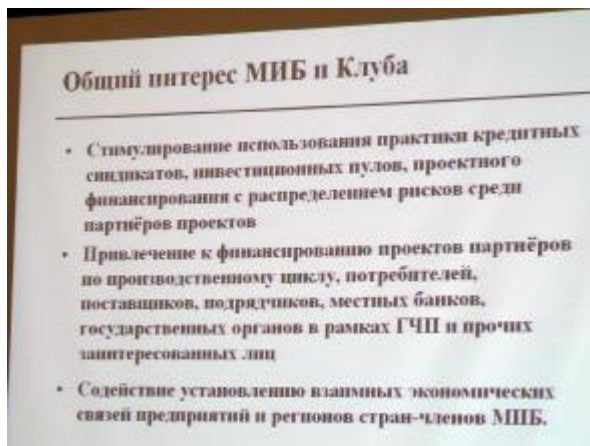 Общий интерес МИБ и Клуба
• Стимулирование использования практики кредитных
синдикатов, инвестиционных пулов, проектного
финансирования с распределением рисков среди
партнёров проектов
• Привлечение к финансированию проектов партнёров
по производственному циклу, потребителей,
поставщиков, подрядчиков, местных банков,
государственных органов в рамках ГЧП и прочих
заинтересованных лиц
• Содействие установлению взаимных экономических
связей предприятий и регионов стран-членов МИБ.